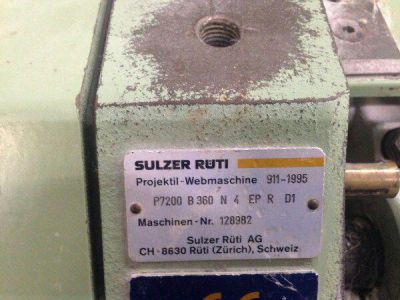 SULZER RÜTI
Projektil-Webmaschine 911-1995
P7200 B 360 N 4 EP R D1
Maschinen-Nr. 128982
Sulzer Rüti AG
CH-8630 Rüti (Zürich), Schweiz